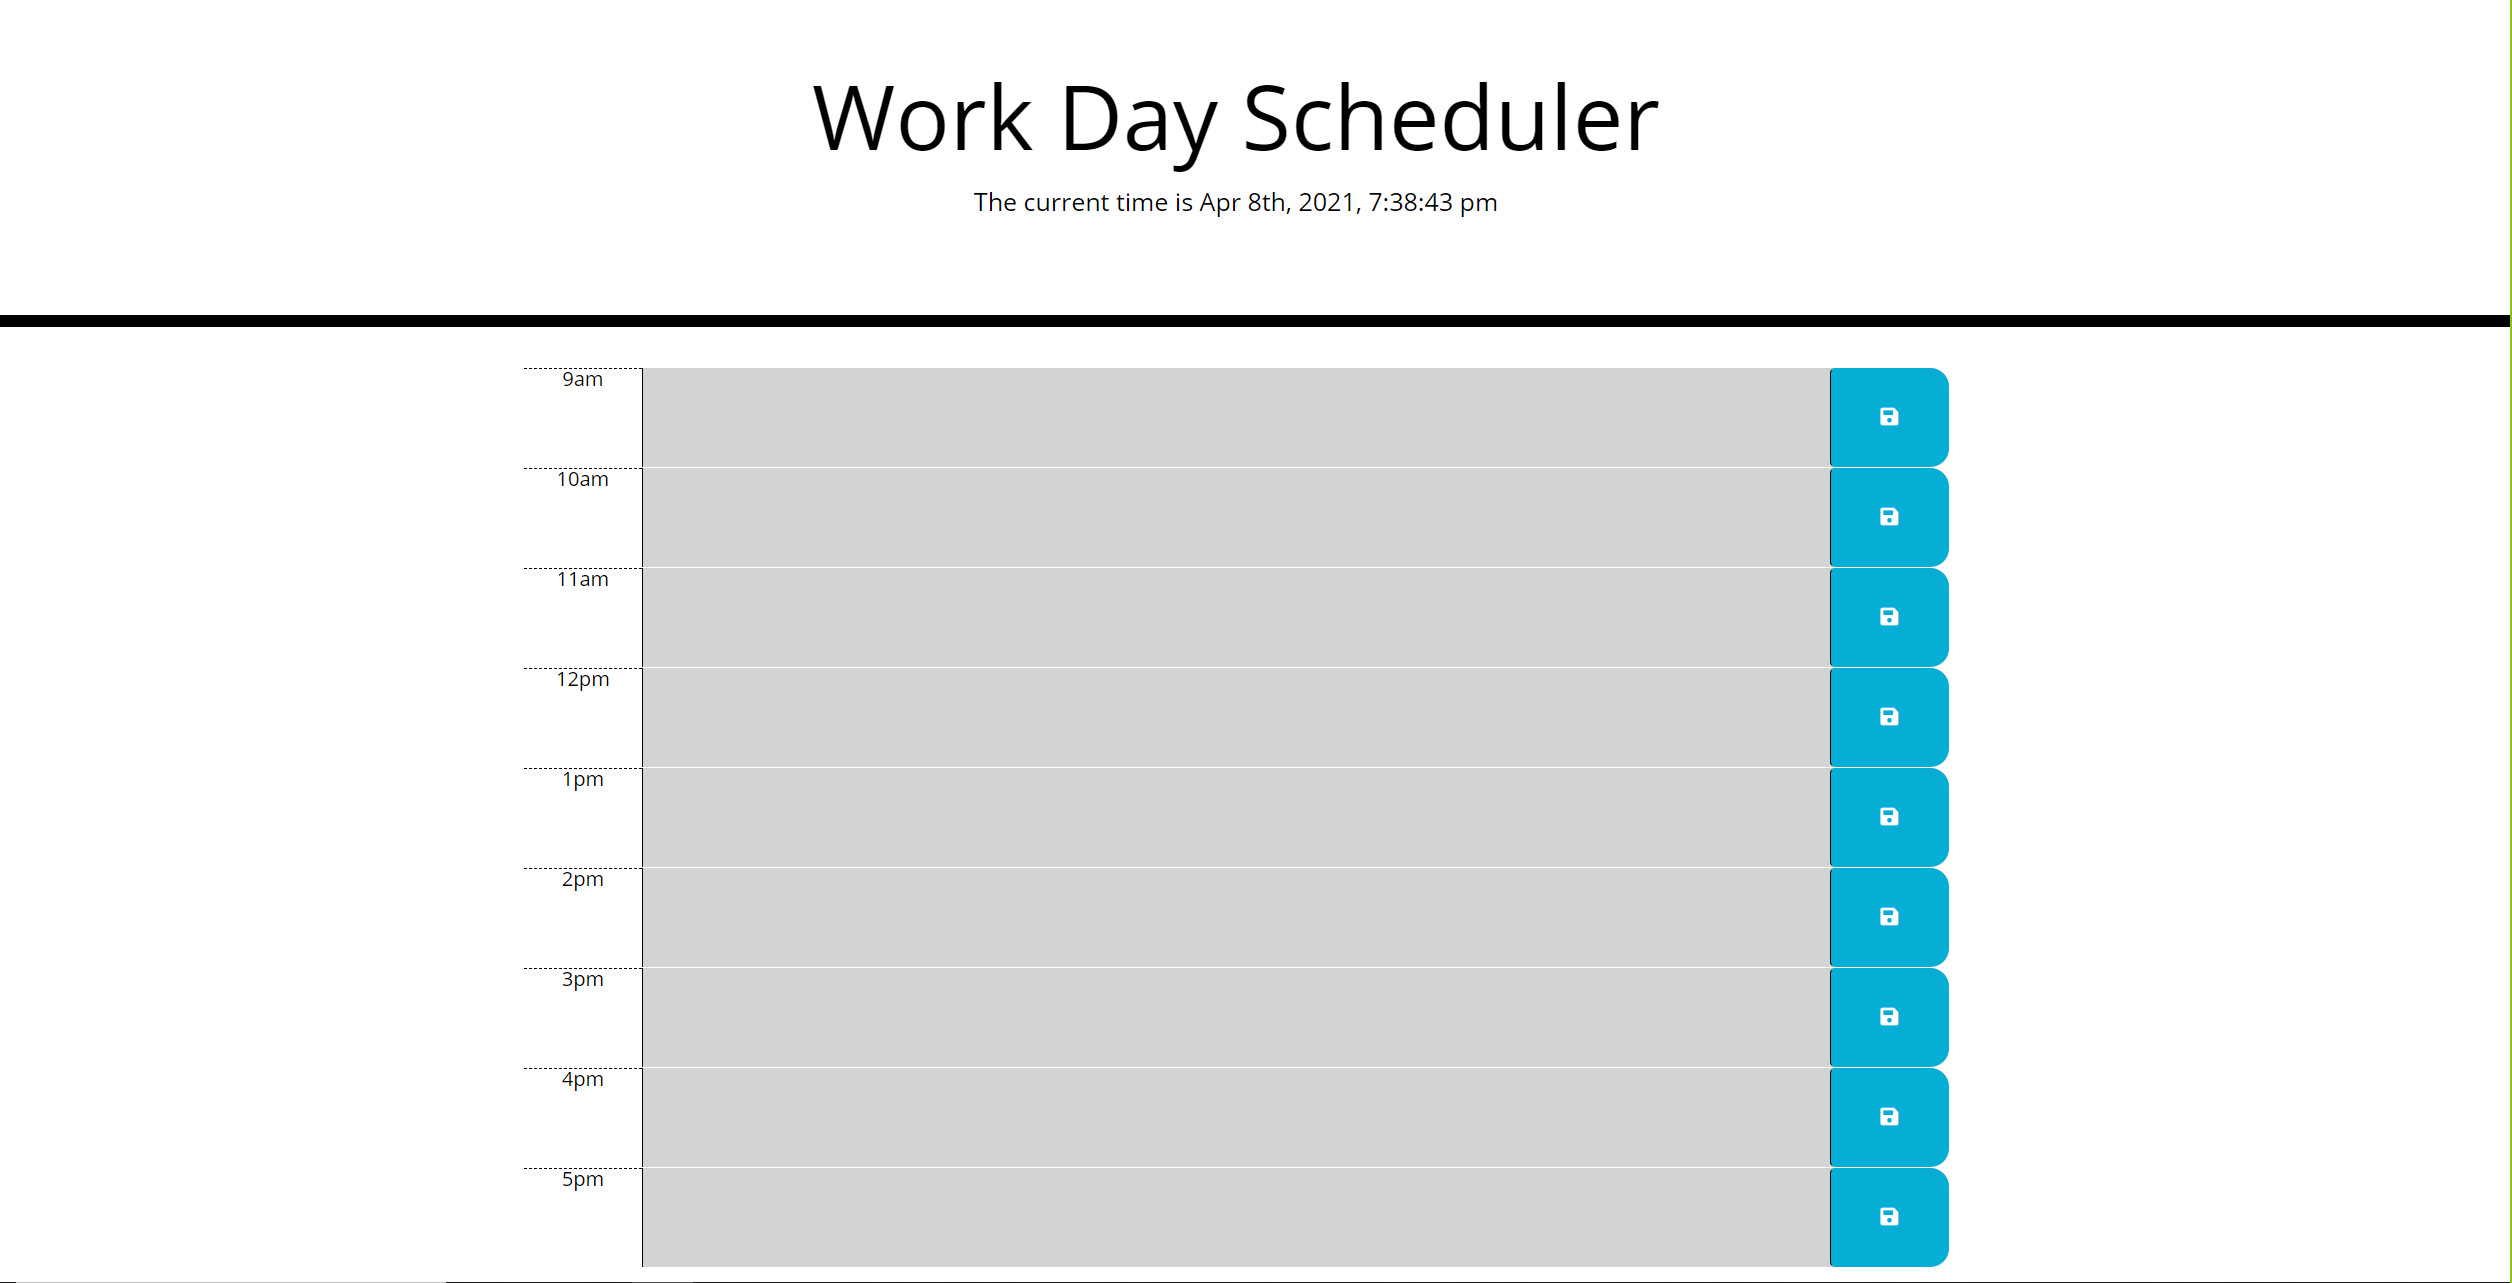 Work Day Scheduler
The current time is Apr 8th, 2021, 7:38:43 pm
9am
10am
11am
12pm
1pm
2pm
3pm
4pm
5pm